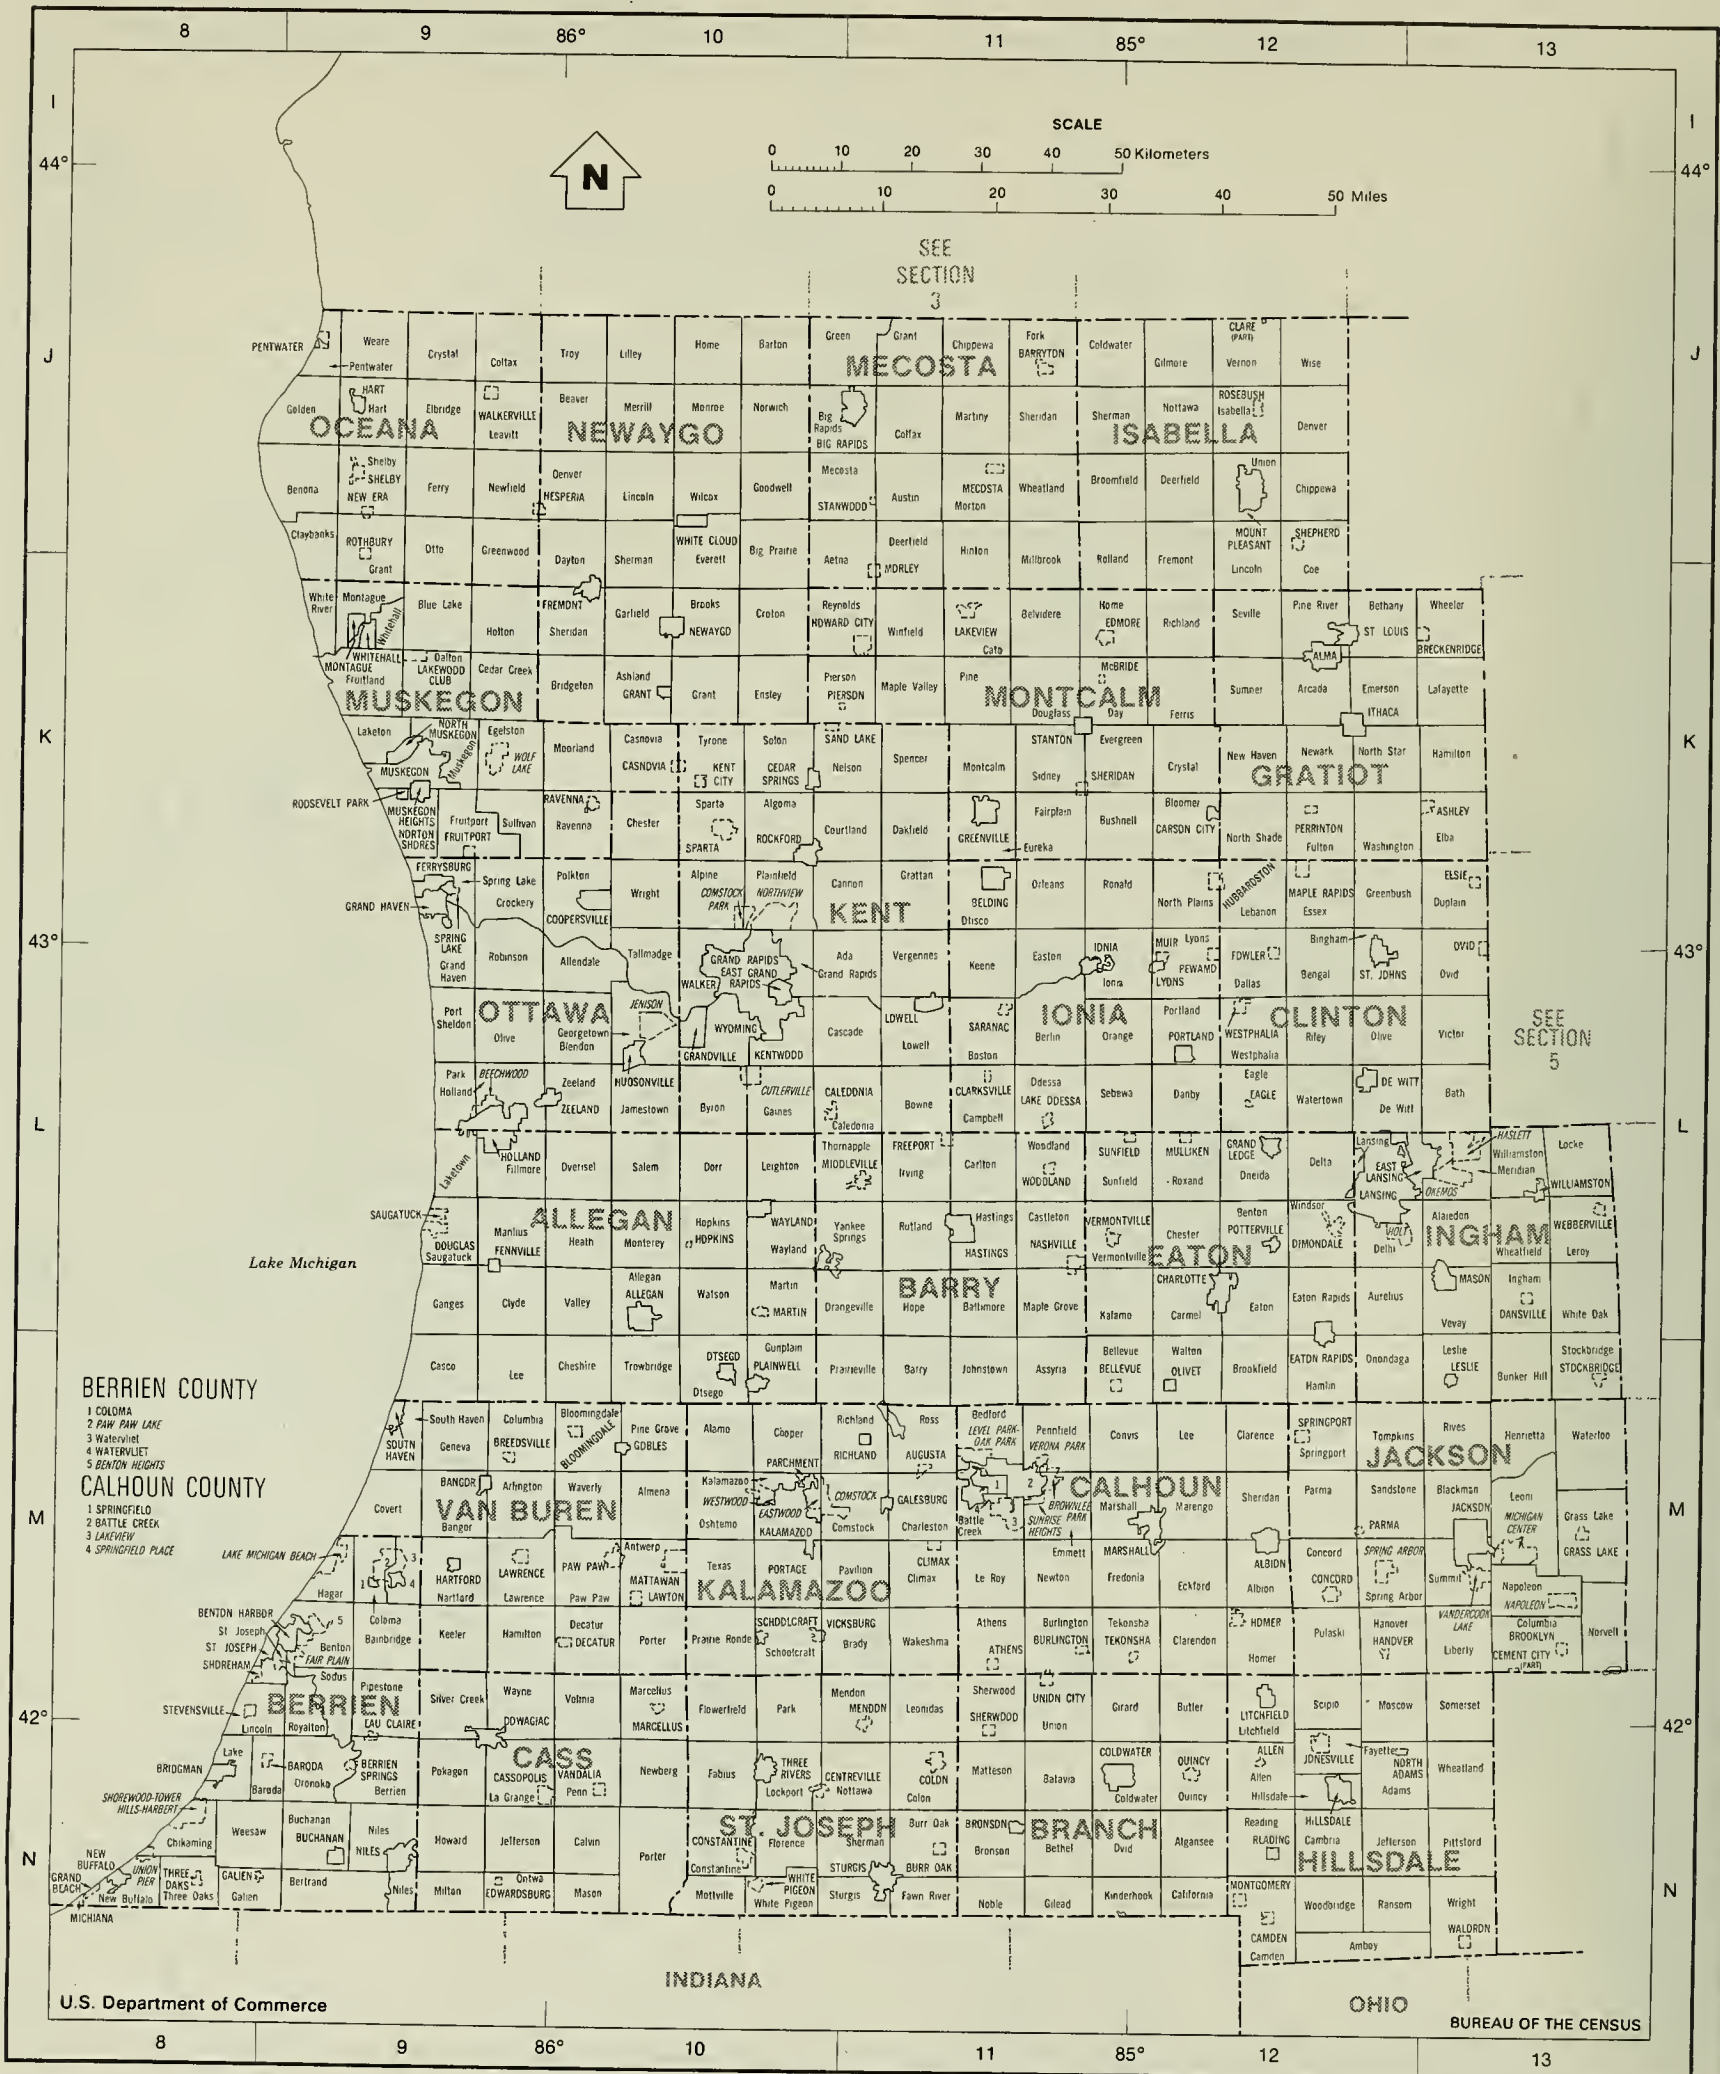 8 9 86° 10 11 85° 12 13
I I
44° 44°
SCALE
0 10 20 30 40 50 Kilometers
0 10 20 30 40 50 Miles
N
SEE
SECTION
3
J J
PENTWATER Weare Crystal Colfax Troy Lilley Home Barton Green Grant Chippewa Fork Coldwater Gilmore CLARE (PART) Vernon Wise
Pentwater MECOSTA BARRYTON
HART Hart Golden Elbridge WALKERVILLE Leavitt Beaver Merrill Monroe Norwich Big Rapids BIG RAPIDS Colfax Martiny Sheridan Sherman Nottawa ROSEBUSH Isabella Denver
OCEANA NEWAYGO ISABELLA
Benona Shelby SHELBY NEW ERA Ferry Newfield Denver HESPERIA Lincoln Wilcox Goodwell Mecosta STANWOOD Austin MECOSTA Morton Wheatland Broomfield Deerfield Union Chippewa
Claybanks ROTHBURY Grant Otto Greenwood Dayton Sherman WHITE CLOUD Everett Big Prairie Aetna Deerfield MORLEY Hinton Millbrook Rolland Fremont MOUNT PLEASANT Lincoln SHEPHERD Coe
White River Montague Whitehall Blue Lake Holton FREMONT Sheridan Garfield Brooks NEWAYGO Croton Reynolds HOWARD CITY Winfield LAKEVIEW Cato Belvidere Home EDMORE Richland Seville Pine River Bethany ST LOUIS Wheeler BRECKENRIDGE
WHITEHALL MONTAGUE Fruitland Dalton LAKEWOOD CLUB Cedar Creek Bridgeton Ashland GRANT Grant Ensley Pierson PIERSON Maple Valley Pine Douglass McBRIDE Day Ferris Sumner ALMA Arcada Emerson ITHACA Lafayette
MUSKEGON MONTCALM
K K
Laketon NORTH MUSKEGON Muskegon MUSKEGON Egelston WOLF LAKE Moorland Casnovia CASNOVIA Tyrone KENT CITY Solon CEDAR SPRINGS SAND LAKE Nelson Spencer Montcalm STANTON Sidney Evergreen SHERIDAN Crystal New Haven Newark North Star Hamilton
GRATIOT
ROOSEVELT PARK MUSKEGON HEIGHTS NORTON SHORES Fruitport FRUITPORT Sullivan RAVENNA Ravenna Chester Sparta SPARTA Algoma ROCKFORD Courtland Oakfield GREENVILLE Eureka Fairplain Bushnell Bloomer CARSON CITY North Shade PERRINTON Fulton Washington ASHLEY Elba
FERRYSBURG Spring Lake Crockery GRAND HAVEN Polkton COOPERSVILLE Wright Alpine COMSTOCK PARK Plainfield NORTHVIEW Cannon Grattan BELDING Otisco Orleans Ronald North Plains HUBBARDSTON Lebanon MAPLE RAPIDS Essex Greenbush ELSIE Duplain
KENT
43° 43°
SPRING LAKE Grand Haven Robinson Allendale Tallmadge WALKER GRAND RAPIDS EAST GRAND RAPIDS Ada Grand Rapids Vergennes Keene Easton IONIA Ionia MUIR Lyons PEWAMO LYONS FOWLER Dallas Bingham Bengal ST. JOHNS OVID Ovid
OTTAWA IONIA CLINTON
Port Sheldon Olive Georgetown Blendon JENISON WYOMING GRANDVILLE KENTWOOD Cascade LOWELL Lowell SARANAC Boston Berlin Orange Portland PORTLAND WESTPHALIA Westphalia Riley Olive Victor
SEE
SECTION
5
Park Holland BEECHWOOD Zeeland ZEELAND HUDSONVILLE Jamestown Byron CUTLERVILLE Gaines CALEDONIA Caledonia Bowne CLARKSVILLE Campbell Odessa LAKE ODESSA Sebewa Danby Eagle EAGLE Watertown DE WITT De Witt Bath
L L
Laketown HOLLAND Fillmore Overisel Salem Dorr Leighton Thornapple MIDDLEVILLE FREEPORT Irving Carlton Woodland WOODLAND SUNFIELD Sunfield MULLIKEN Roxand GRAND LEDGE Oneida Delta Lansing EAST LANSING LANSING OKEMOS HASLETT Williamston Meridian Locke WILLIAMSTON
SAUGATUCK DOUGLAS Saugatuck Manlius FENNVILLE Heath Monterey Hopkins HOPKINS WAYLAND Wayland Yankee Springs Rutland Hastings HASTINGS Castleton NASHVILLE VERMONTVILLE Vermontville Chester Benton POTTERVILLE Windsor DIMONDALE HOLT Delhi Alaiedon Wheatfield WEBBERVILLE Leroy
ALLEGAN EATON INGHAM
Lake Michigan
Ganges Clyde Valley Allegan ALLEGAN Watson Martin MARTIN Orangeville Hope Baltimore Maple Grove Kalamo CHARLOTTE Carmel Eaton Eaton Rapids Aurelius MASON Vevay Ingham DANSVILLE White Oak
BARRY
Casco Lee Cheshire Trowbridge OTSEGO Otsego Gunplain PLAINWELL Prairieville Barry Johnstown Assyria Bellevue BELLEVUE Walton OLIVET Brookfield EATON RAPIDS Hamlin Onondaga Leslie LESLIE Bunker Hill Stockbridge STOCKBRIDGE
BERRIEN COUNTY
1 COLOMA
2 PAW PAW LAKE
3 Watervliet
4 WATERVLIET
5 BENTON HEIGHTS
CALHOUN COUNTY
1 SPRINGFIELD
2 BATTLE CREEK
3 LAKEVIEW
4 SPRINGFIELD PLACE
SOUTH HAVEN South Haven Geneva Columbia BREEDSVILLE Bloomingdale BLOOMINGDALE Pine Grove GOBLES Alamo Cooper PARCHMENT Richland RICHLAND Ross AUGUSTA Bedford LEVEL PARK-OAK PARK Pennfield VERONA PARK Convis Lee Clarence SPRINGPORT Springport Tompkins Rives Henrietta Waterloo
JACKSON
M M
Covert BANGOR Bangor Arlington Waverly Almena Kalamazoo WESTWOOD EASTWOOD Oshtemo KALAMAZOO COMSTOCK Comstock GALESBURG Charleston Battle Creek 1 2 3 4 BROWNLEE PARK SUNRISE HEIGHTS Emmett Marshall Marengo Sheridan Parma Sandstone PARMA Blackman JACKSON Leoni MICHIGAN CENTER Grass Lake GRASS LAKE
VAN BUREN CALHOUN
LAKE MICHIGAN BEACH Hagar 1 3 4 HARTFORD Hartford LAWRENCE Lawrence PAW PAW Paw Paw Antwerp MATTAWAN LAWTON Texas PORTAGE Pavilion CLIMAX Climax Le Roy Newton MARSHALL Fredonia Eckford ALBION Albion Concord CONCORD SPRING ARBOR Spring Arbor Summit VANDERCOOK LAKE Napoleon NAPOLEON
KALAMAZOO
BENTON HARBOR St Joseph ST JOSEPH SHOREHAM 5 Benton FAIR PLAIN Sodus Coloma Bainbridge Keeler Hamilton Decatur DECATUR Porter Prairie Ronde SCHOOLCRAFT Schoolcraft VICKSBURG Brady Wakeshma Athens ATHENS Burlington BURLINGTON Tekonsha TEKONSHA Clarendon HOMER Homer Pulaski Hanover HANOVER Liberty Columbia BROOKLYN CEMENT CITY (PART) Norvell
STEVENSVILLE Lincoln Royalton Pipestone EAU CLAIRE Silver Creek Wayne DOWAGIAC Volinia Marcellus MARCELLUS Flowerfield Park Mendon MENDON Leonidas Sherwood SHERWOOD UNION CITY Union Girard Butler LITCHFIELD Litchfield Scipio Moscow Somerset
42° 42°
BERRIEN CASS
BRIDGMAN Lake BARODA Baroda Oronoko BERRIEN SPRINGS Berrien Pokagon CASSOPOLIS La Grange VANDALIA Penn Newberg Fabius THREE RIVERS Lockport CENTREVILLE Nottawa COLON Colon Matteson Batavia COLDWATER Coldwater QUINCY Quincy ALLEN Allen JONESVILLE Fayette Hillsdale NORTH ADAMS Adams Wheatland
SHOREWOOD-TOWER HILLS-HARBERT Chikaming Weesaw Buchanan BUCHANAN Niles NILES Howard Jefferson Calvin Porter CONSTANTINE Constantine Florence Sherman Burr Oak BURR OAK BRONSON Bronson Bethel Ovid Algansee Reading READING HILLSDALE Cambria Jefferson Pittsford
ST. JOSEPH BRANCH HILLSDALE
N N
NEW BUFFALO GRAND BEACH UNION PIER New Buffalo MICHIANA THREE OAKS Three Oaks GALIEN Galien Bertrand Niles Milton Ontwa EDWARDSBURG Mason Mottville WHITE PIGEON White Pigeon STURGIS Sturgis Fawn River Noble Gilead Kinderhook California MONTGOMERY CAMDEN Camden Woodbridge Ransom Amboy Wright WALDRON
INDIANA
OHIO
U.S. Department of Commerce
BUREAU OF THE CENSUS
8 9 86° 10 11 85° 12 13